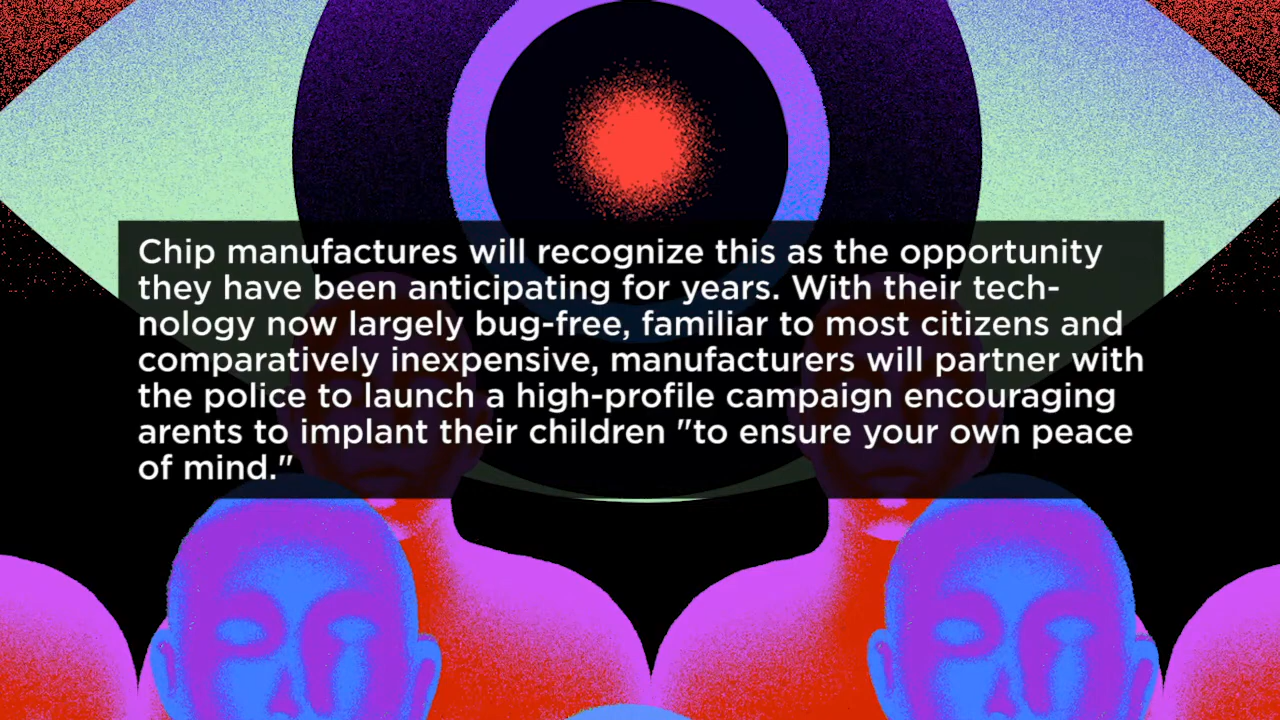 Chip manufactures will recognize this as the opportunity
they have been anticipating for years. With their tech-
nology now largely bug-free, familiar to most citizens and
comparatively inexpensive, manufacturers will partner with
the police to launch a high-profile campaign encouraging
arents to implant their children "to ensure your own peace
of mind."